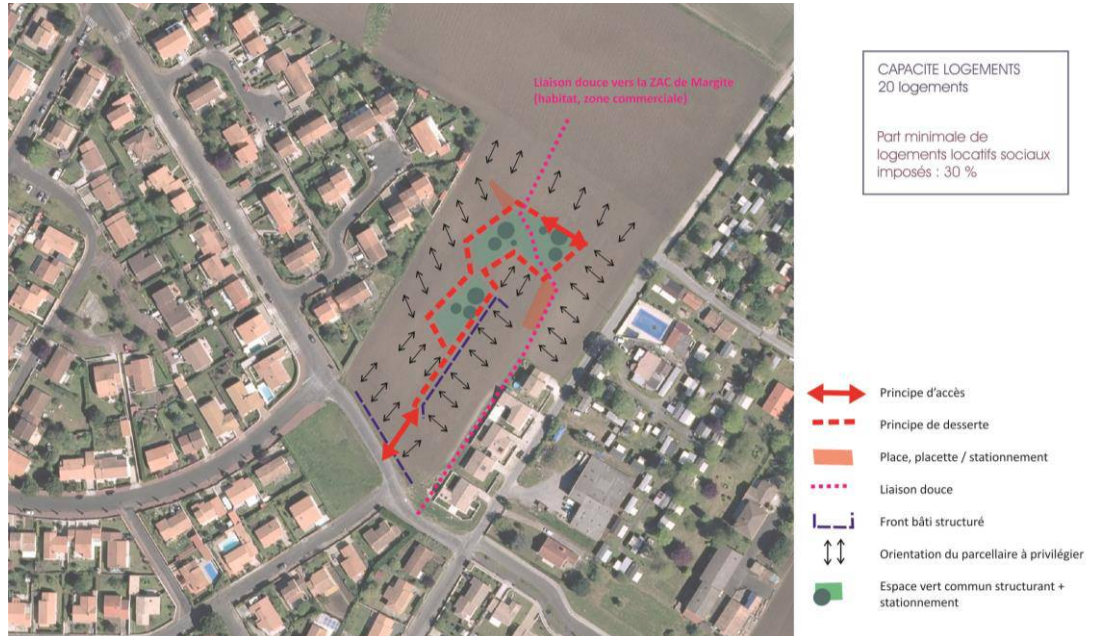 Liaison douce vers la ZAC de Margite
(habitat, zone commerciale)
CAPACITE LOGEMENTS
20 logements
Part minimale de
logements locatifs sociaux
imposés : 30 %
Principe d'accès
Principe de desserte
Place, placette / stationnement
Liaison douce
Front bâti structuré
Orientation du parcellaire à privilégier
Espace vert commun structurant +
stationnement